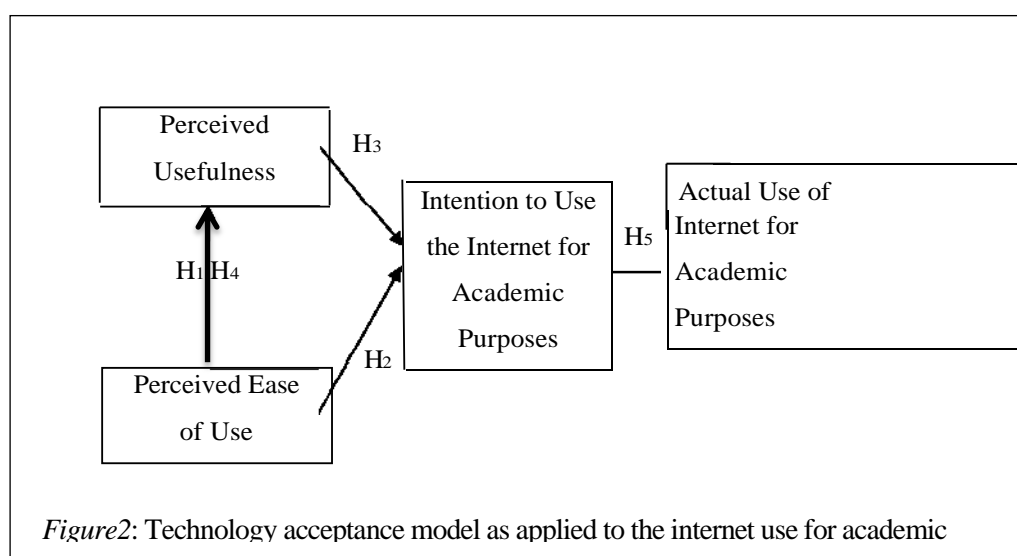 Perceived
Usefulness
H3
Intention to Use
the Internet for
Academic
Purposes
H5
Actual Use of
Internet for
Academic
Purposes
H1 H4
H2
Perceived Ease
of Use
Figure2: Technology acceptance model as applied to the internet use for academic